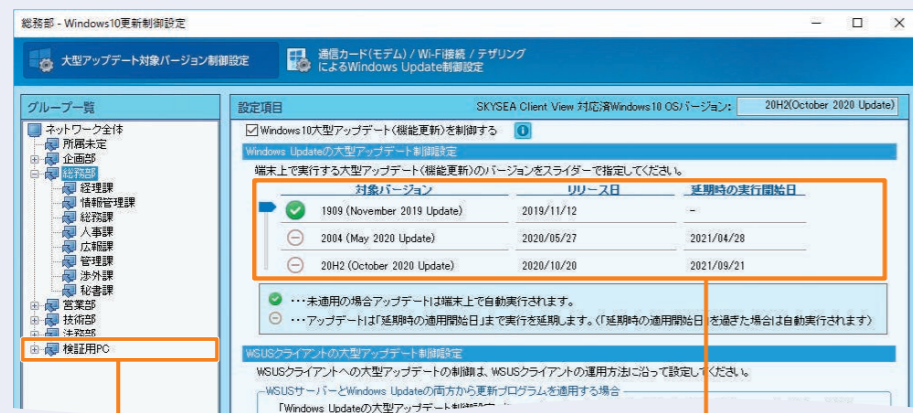 総務部 - Windows10更新制御設定
大型アップデート対象バージョン制御設定
通信カード(モデム) / Wi-Fi接続 / テザリング
によるWindows Update制御設定
グループ一覧
ネットワーク全体
所属未定
企画部
総務部
経理課
情報管理課
総務課
人事課
広報課
管理課
渉外課
秘書課
営業部
技術部
法務部
検証用PC
設定項目
SKYSEA Client View 対応済Windows10 OSバージョン: 20H2(October 2020 Update)
Windows10大型アップデート(機能更新)を制御する
Windows Updateの大型アップデート制御設定
端末上で実行する大型アップデート(機能更新)のバージョンをスライダーで指定してください。
対象バージョン リリース日 延期時の実行開始日
1909 (November 2019 Update) 2019/11/12 -
2004 (May 2020 Update) 2020/05/27 2021/04/28
20H2 (October 2020 Update) 2020/10/20 2021/09/21
・・・未適用の場合アップデートは端末上で自動実行されます。
・・・アップデートは「延期時の適用開始日」まで実行を延期します。(「延期時の適用開始日」を過ぎた場合は自動実行されます)
WSUSクライアントの大型アップデート制御設定
WSUSクライアントへの大型アップデートの制御は、WSUSクライアントの運用方法に沿って設定してください。
WSUSサーバーとWindows Updateの両方から更新プログラムを適用する場合
「Windows Updateの大型アップデート制御設定」